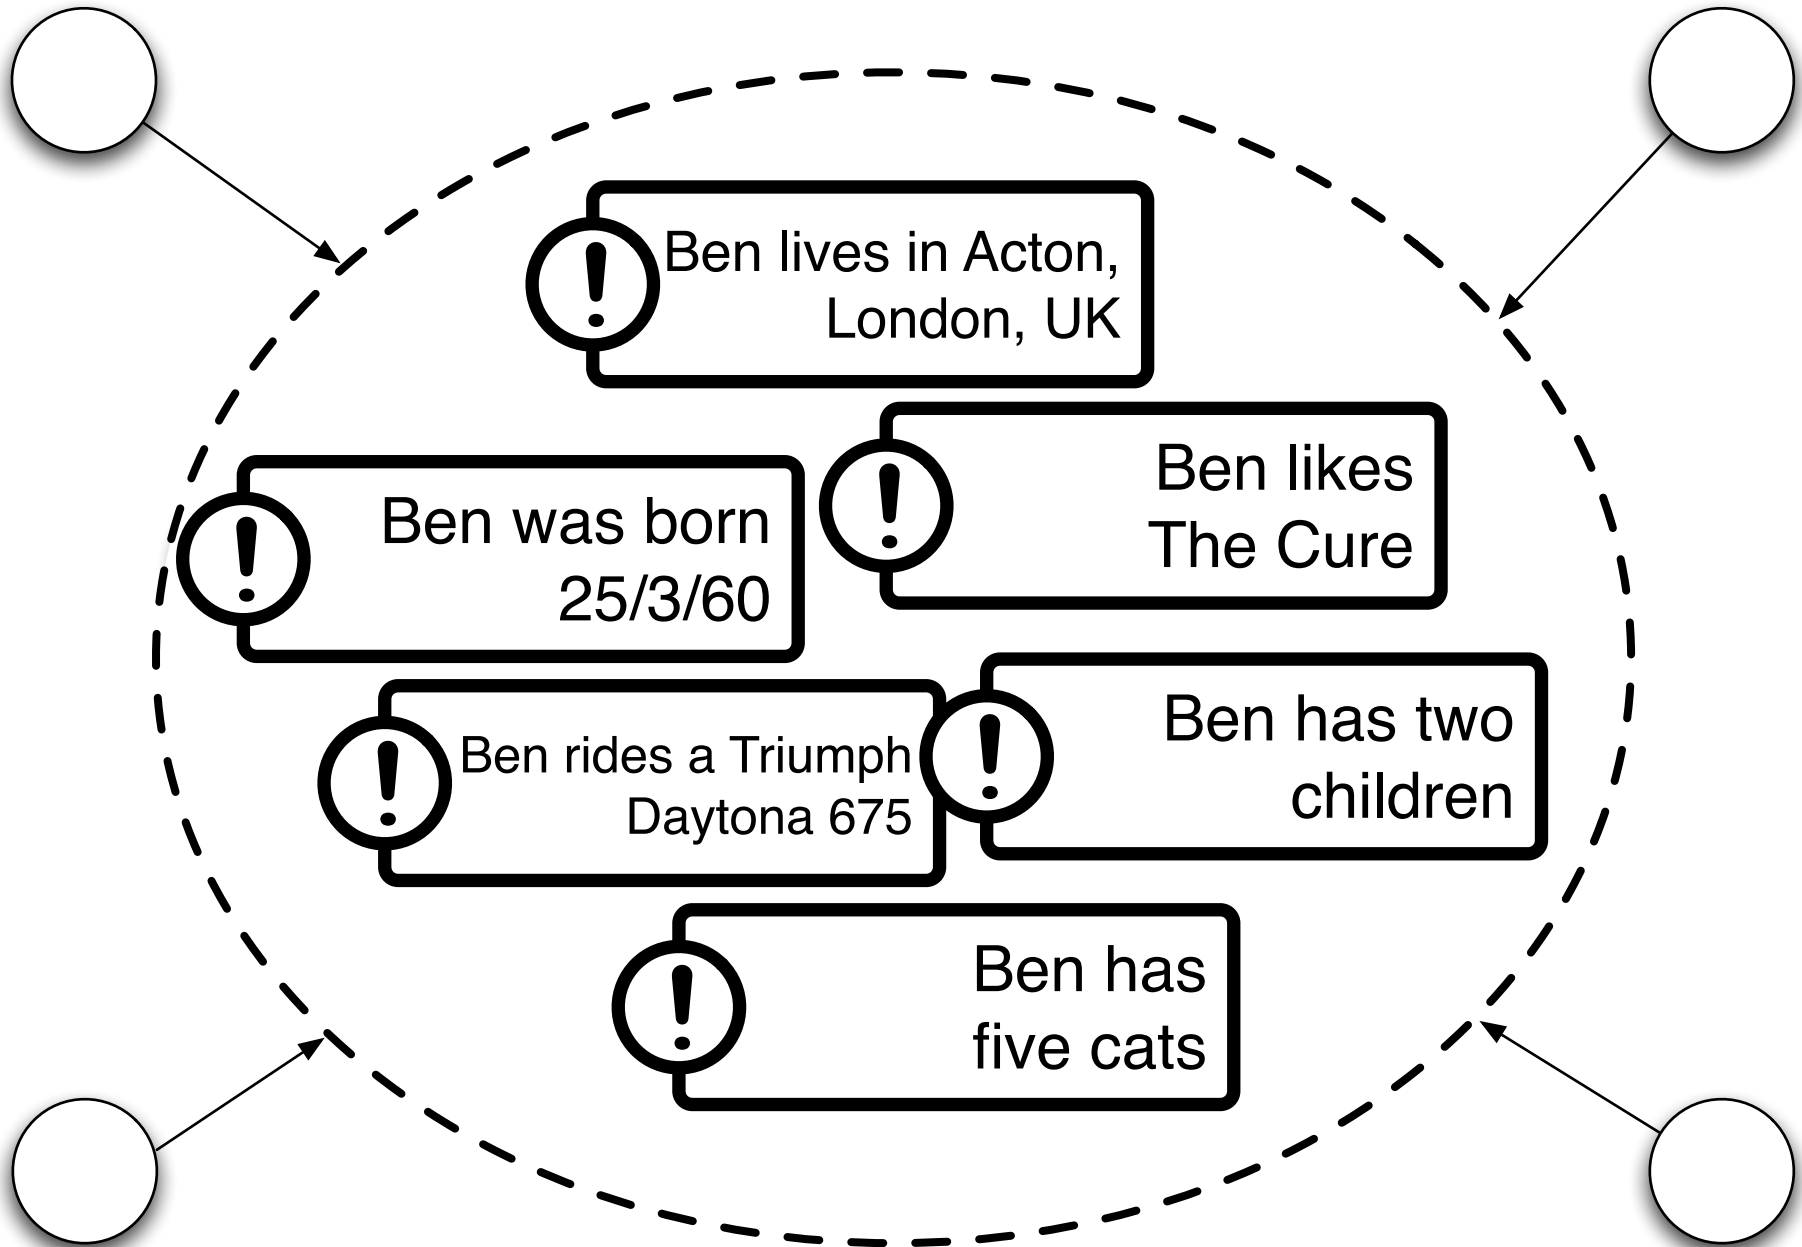 Ben lives in Acton,
London, UK
Ben likes
The Cure
Ben was born
25/3/60
Ben has two
children
Ben rides a Triumph
Daytona 675
Ben has
five cats